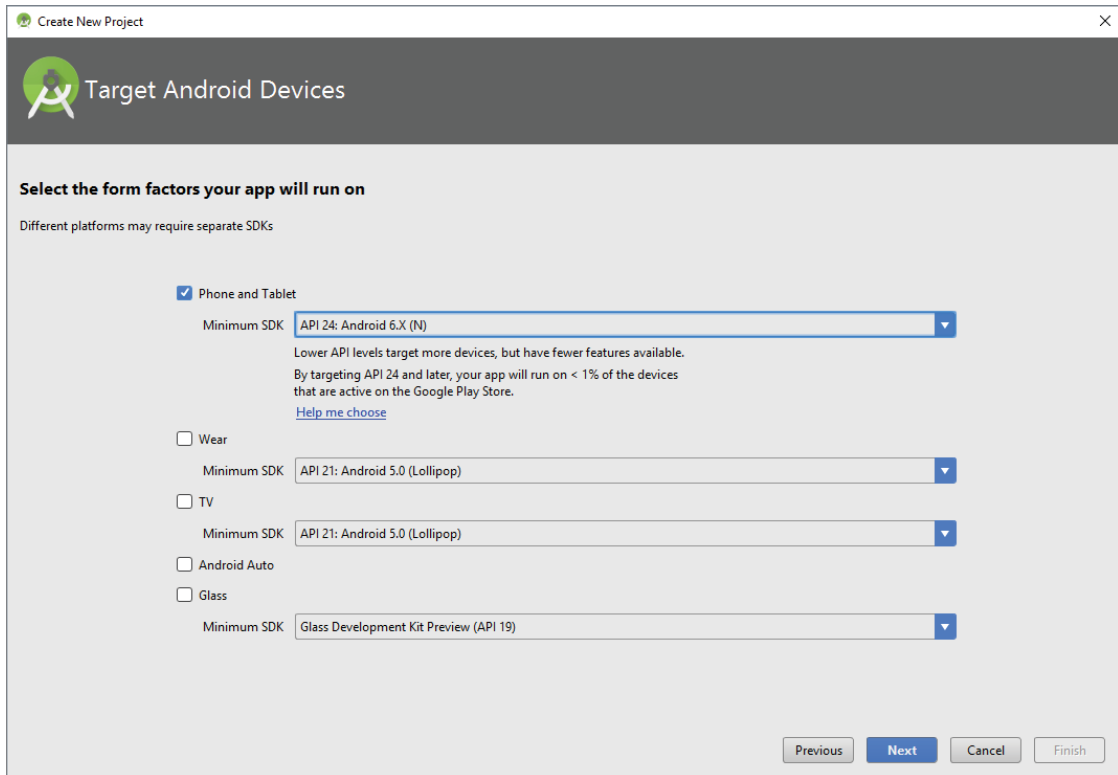 Create New Project
Target Android Devices
Select the form factors your app will run on
Different platforms may require separate SDKs
Phone and Tablet
Minimum SDK API 24: Android 6.X (N)
Lower API levels target more devices, but have fewer features available.
By targeting API 24 and later, your app will run on < 1% of the devices
that are active on the Google Play Store.
Help me choose
Wear
Minimum SDK API 21: Android 5.0 (Lollipop)
TV
Minimum SDK API 21: Android 5.0 (Lollipop)
Android Auto
Glass
Minimum SDK Glass Development Kit Preview (API 19)
Previous Next Cancel Finish